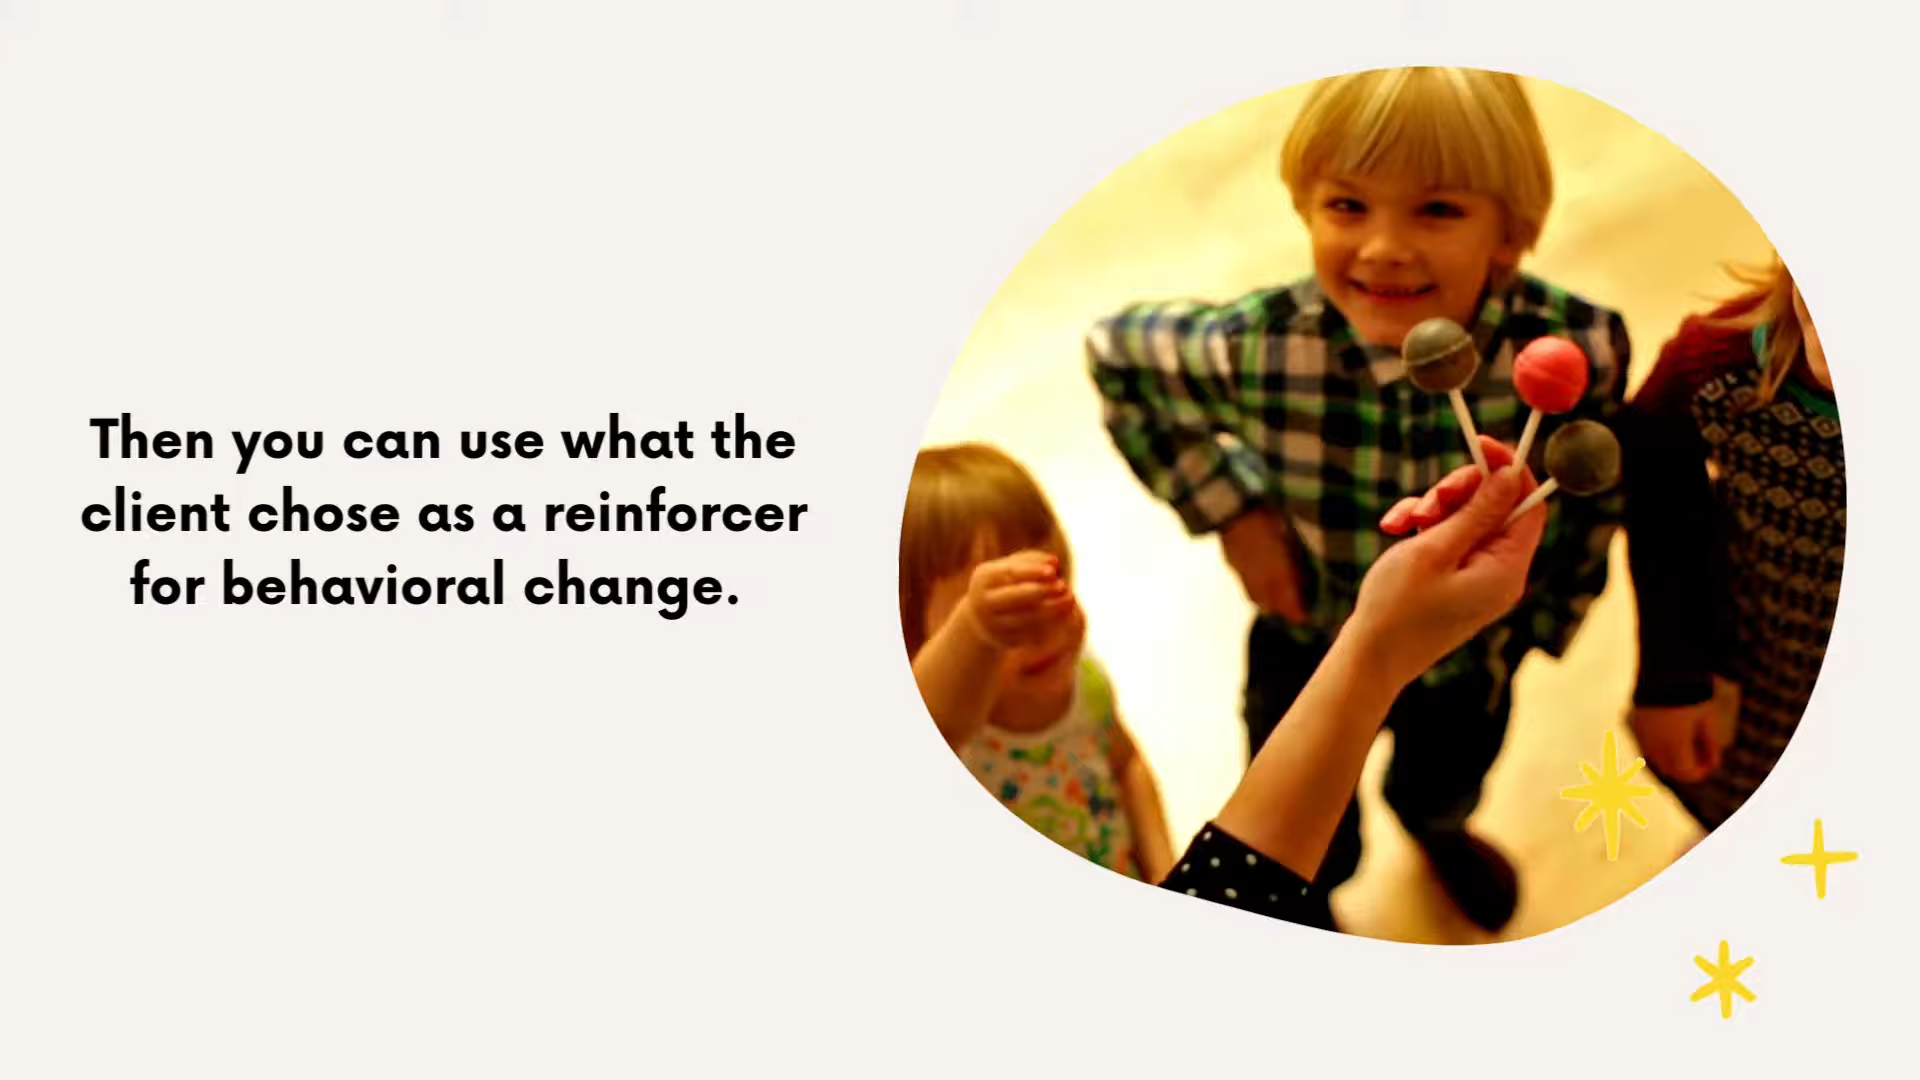 Then you can use what the
client chose as a reinforcer
for behavioral change.